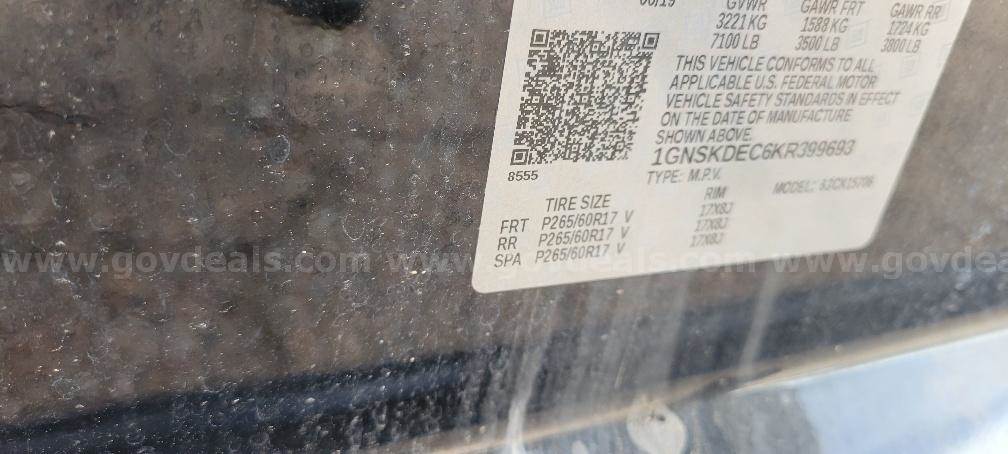 06/19 GVWR GAWR FRT GAWR RR
3221 KG 1588 KG 1724 KG
7100 LB 3500 LB 3800 LB
THIS VEHICLE CONFORMS TO ALL
APPLICABLE U.S. FEDERAL MOTOR
VEHICLE SAFETY STANDARDS IN EFFECT
ON THE DATE OF MANUFACTURE
SHOWN ABOVE.
1GNSKDEC6KR399693
8555
TYPE: M.P.V. MODEL:
TIRE SIZE RIM
FRT P265/60R17 V 17X8J
RR P265/60R17 V 17X8J
SPA P265/60R17 V 17X8J
www.govdeals.com www.govdeals.com www.govdea